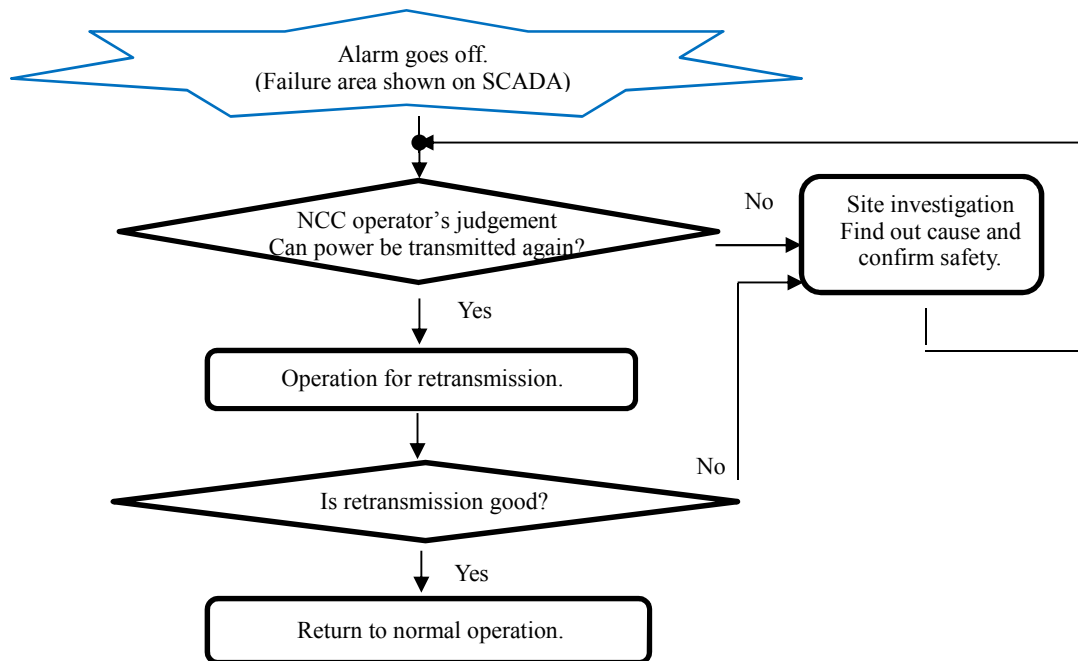 Alarm goes off.
(Failure area shown on SCADA)
NCC operator’s judgement
Can power be transmitted again?
No
Site investigation
Find out cause and
confirm safety.
Yes
Operation for retransmission.
No
Is retransmission good?
Yes
Return to normal operation.